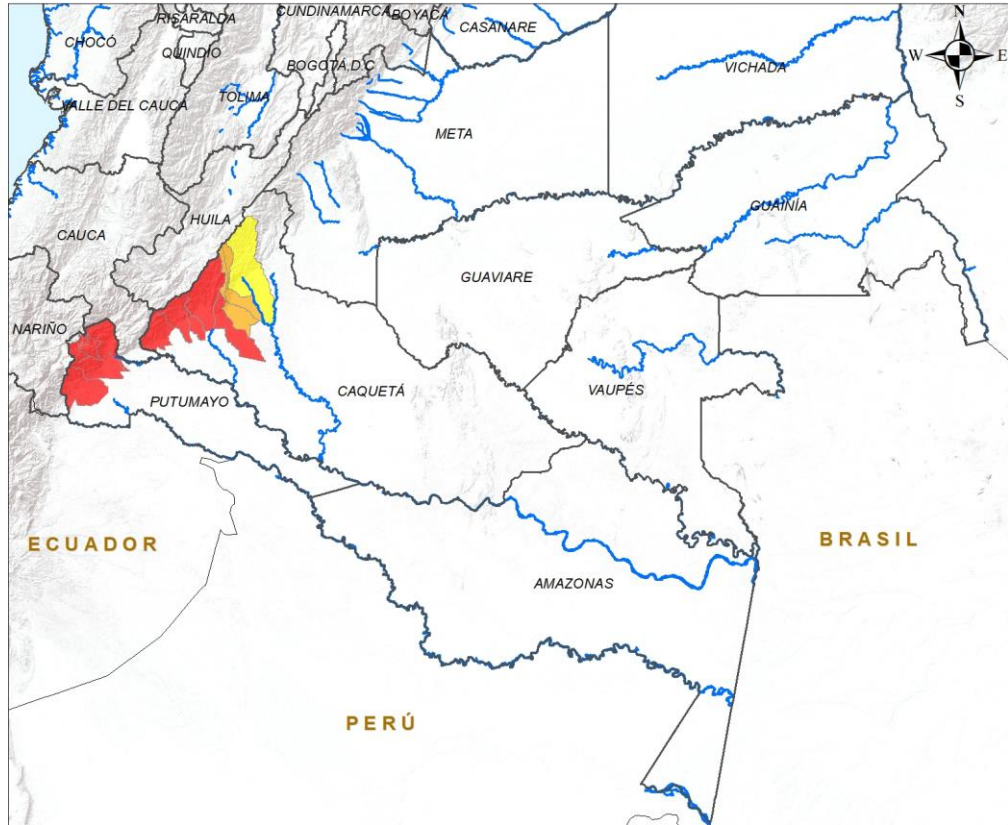 CUNDINAMARCA
BOYACÁ
RISARALDA
CASANARE
N
CHOCÓ
QUINDÍO
BOGOTÁ D.C
W
E
VICHADA
TOLIMA
S
VALLE DEL CAUCA
META
GUAINÍA
HUILA
CAUCA
GUAVIARE
NARIÑO
CAQUETÁ
VAUPÉS
PUTUMAYO
ECUADOR
BRASIL
AMAZONAS
PERÚ